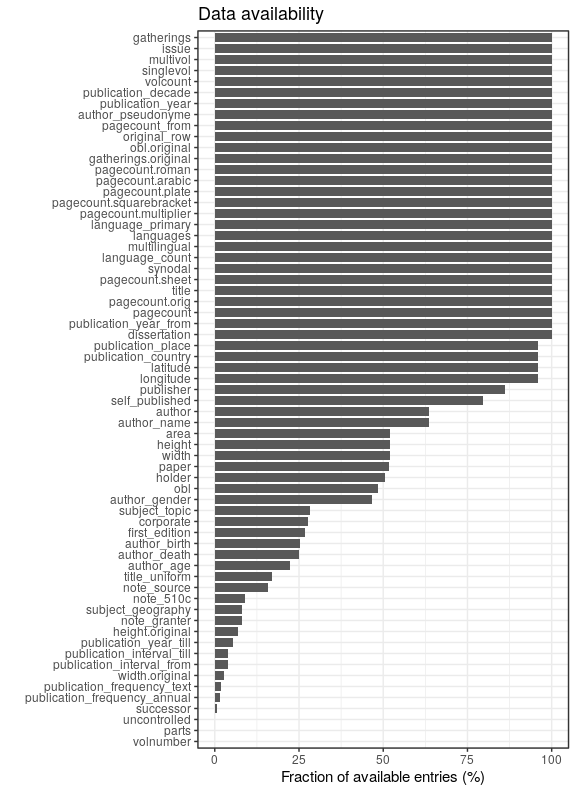 Data availability
gatherings
issue
multivol
singlevol
volcount
publication_decade
publication_year
author_pseudonyme
pagecount_from
original_row
obl.original
gatherings.original
pagecount.roman
pagecount.arabic
pagecount.plate
pagecount.squarebracket
pagecount.multiplier
language_primary
languages
multilingual
language_count
synodal
pagecount.sheet
title
pagecount.orig
pagecount
publication_year_from
dissertation
publication_place
publication_country
latitude
longitude
publisher
self_published
author
author_name
area
height
width
paper
holder
obl
author_gender
subject_topic
corporate
first_edition
author_birth
author_death
author_age
title_uniform
note_source
note_510c
subject_geography
note_granter
height.original
publication_year_till
publication_interval_till
publication_interval_from
width.original
publication_frequency_text
publication_frequency_annual
successor
uncontrolled
parts
volnumber
0 25 50 75 100
Fraction of available entries (%)